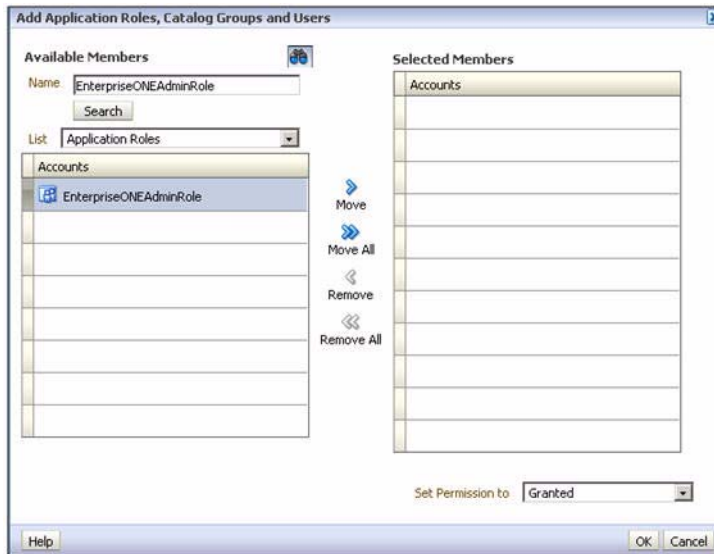 Add Application Roles, Catalog Groups and Users
Available Members
Name EnterpriseONEAdminRole
Search
List Application Roles
Accounts
EnterpriseONEAdminRole
Move
Move All
Remove
Remove All
Selected Members
Accounts
Set Permission to Granted
Help
OK Cancel